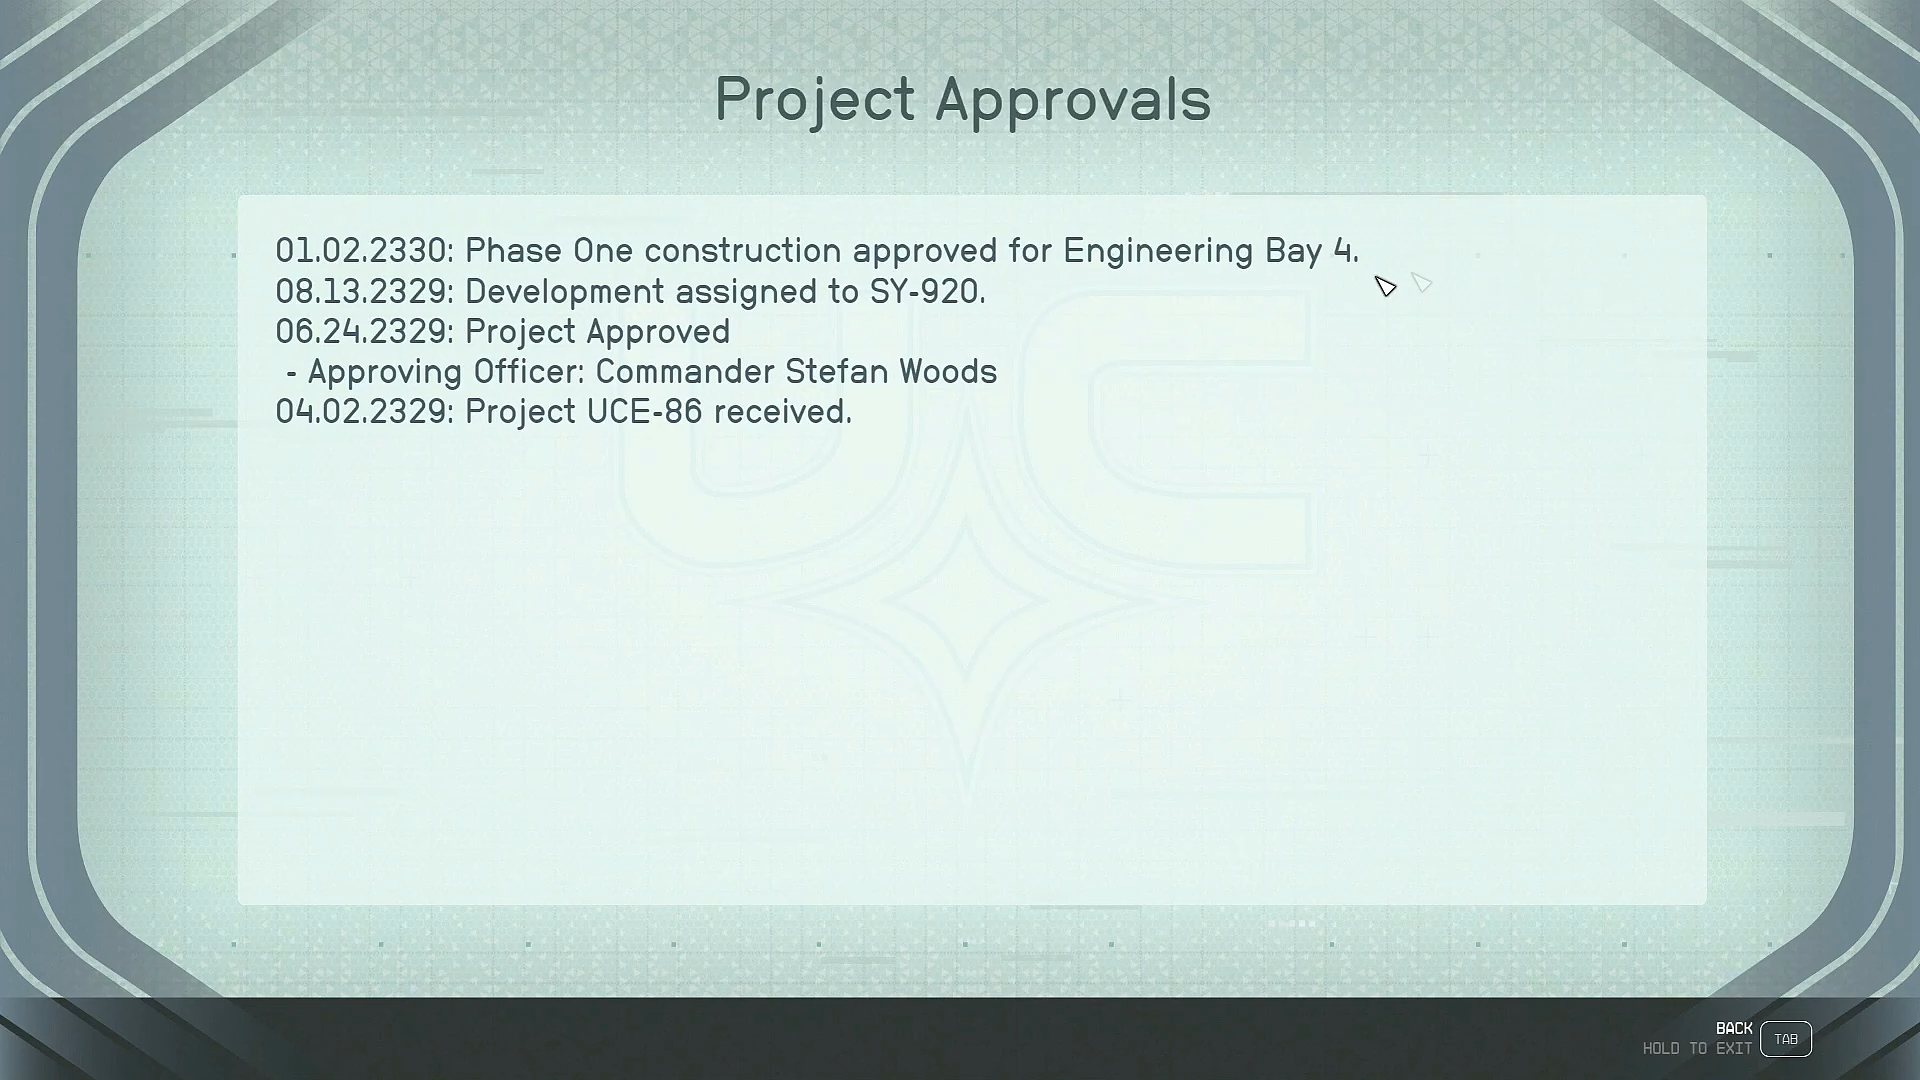 Project Approvals
01.02.2330: Phase One construction approved for Engineering Bay 4.
08.13.2329: Development assigned to SY-920.
06.24.2329: Project Approved
- Approving Officer: Commander Stefan Woods
04.02.2329: Project UCE-86 received.
UC
BACK
HOLD TO EXIT
TAB